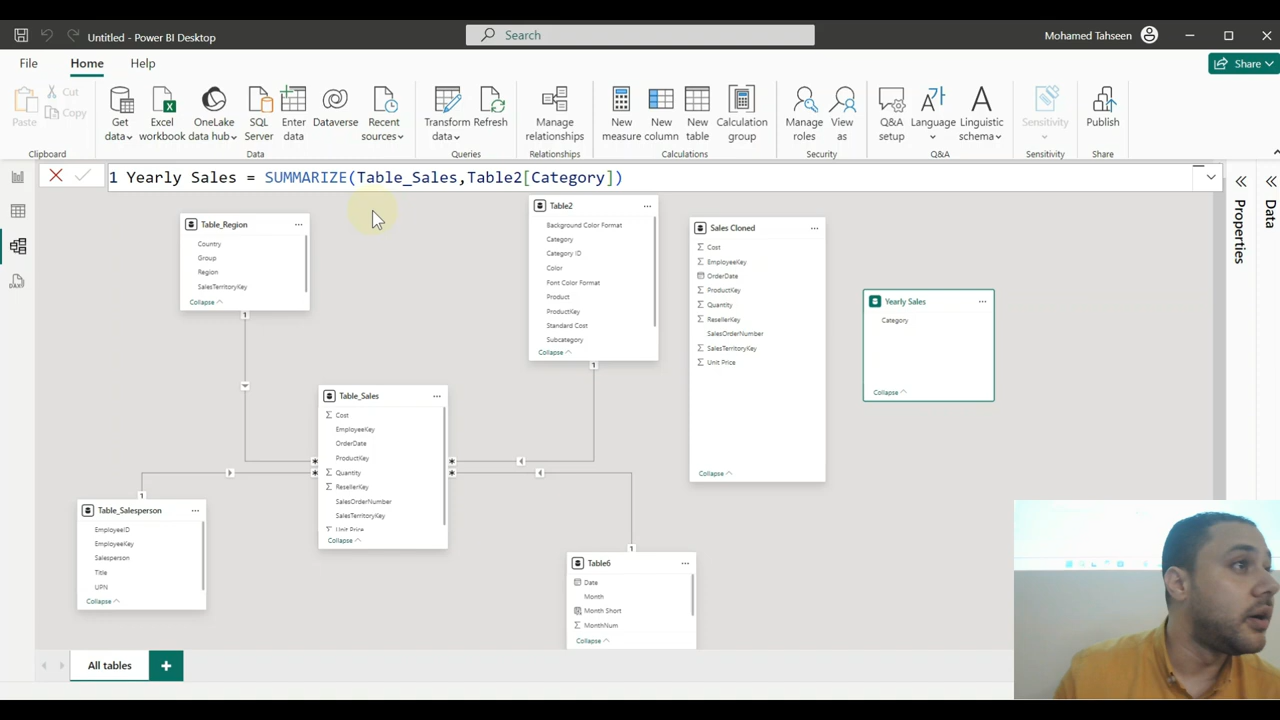 Untitled - Power BI Desktop
Search
Mohamed Tahseen
File
Home
Help
Share
Paste
Cut
Copy
Get data
Excel workbook
OneLake data hub
SQL Server
Enter data
Dataverse
Recent sources
Transform data
Refresh
Manage relationships
New measure
New column
New table
Calculation group
Manage roles
View as
Q&A setup
Language
Linguistic schema
Sensitivity
Publish
Clipboard
Data
Queries
Relationships
Calculations
Security
Q&A
Sensitivity
Share
1 Yearly Sales = SUMMARIZE(Table_Sales,Table2[Category])
Properties
Data
Table_Region
Country
Group
Region
SalesTerritoryKey
Collapse
1
Table2
Background Color Format
Category
Category ID
Color
Font Color Format
Product
ProductKey
Standard Cost
Subcategory
Collapse
1
Sales Cloned
Cost
EmployeeKey
OrderDate
ProductKey
Quantity
ResellerKey
SalesOrderNumber
SalesTerritoryKey
Unit Price
Collapse
Yearly Sales
Category
Collapse
Table_Sales
Cost
EmployeeKey
OrderDate
ProductKey
Quantity
ResellerKey
SalesOrderNumber
SalesTerritoryKey
Unit Price
Collapse
1
Table_Salesperson
EmployeeID
EmployeeKey
Salesperson
Title
UPN
Collapse
1
Table6
Date
Month
Month Short
MonthNum
Collapse
All tables